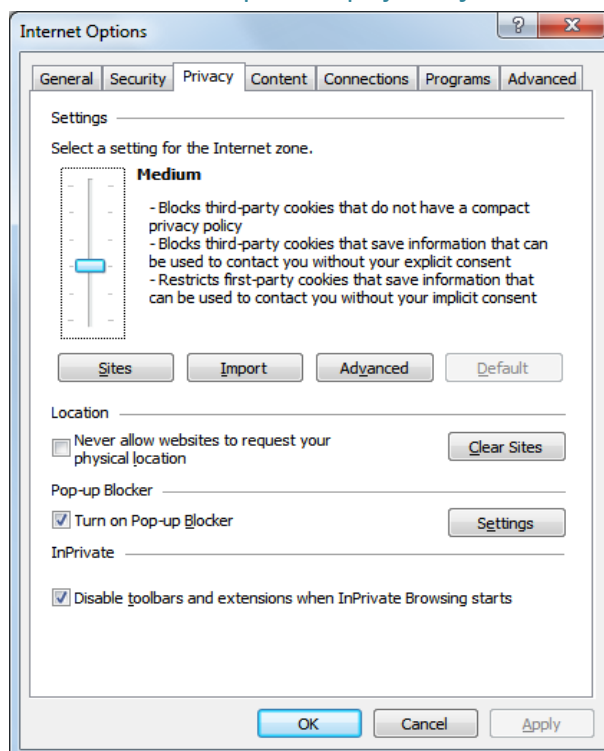 Internet Options
?
General Security Privacy Content Connections Programs Advanced
Settings
Select a setting for the Internet zone.
Medium
- Blocks third-party cookies that do not have a compact
privacy policy
- Blocks third-party cookies that save information that can
be used to contact you without your explicit consent
- Restricts first-party cookies that save information that
can be used to contact you without your implicit consent
Sites Import Advanced Default
Location
Never allow websites to request your
physical location
Clear Sites
Pop-up Blocker
Turn on Pop-up Blocker
Settings
InPrivate
Disable toolbars and extensions when InPrivate Browsing starts
OK Cancel Apply